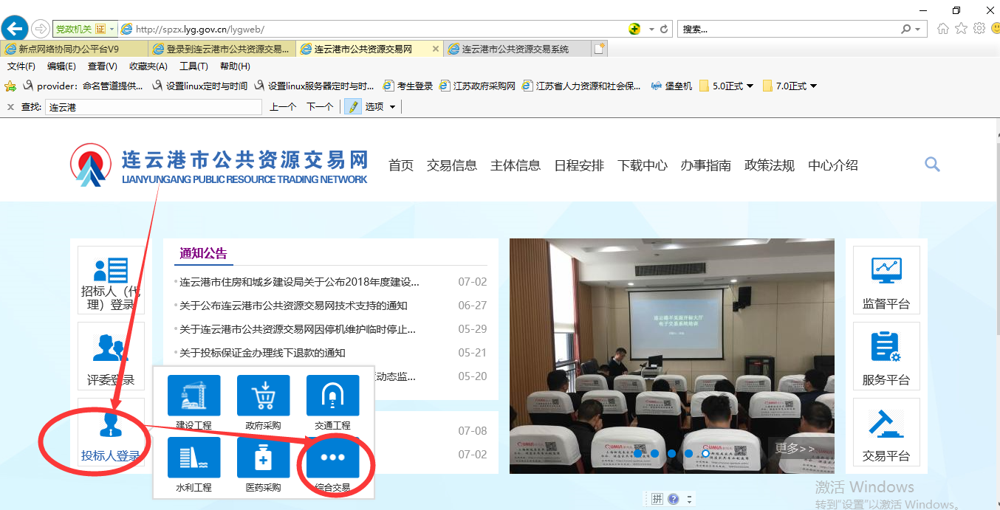 党政机关 证 http://spzx.lyg.gov.cn/lygweb/ 搜索...
新点网络协同办公平台V9 登录到连云港市公共资源交易... 连云港市公共资源交易网 连云港市公共资源交易系统
文件(F) 编辑(E) 查看(V) 收藏夹(A) 工具(T) 帮助(H)
provider：命名管道提供... 设置linux定时与时间 设置linux服务器定时与时... 考生登录 江苏政府采购网 江苏省人力资源和社会保... 堡垒机 5.0正式 7.0正式
查找: 连云港 上一个 下一个 选项
连云港市公共资源交易网
LIANYUNGANG PUBLIC RESOURCE TRADING NETWORK
首页 交易信息 主体信息 日程安排 下载中心 办事指南 政策法规 中心介绍
招标人（代
理）登录
评委登录
投标人登录
通知公告
连云港市住房和城乡建设局关于公布2018年度建设... 07-02
关于公布连云港市公共资源交易网技术支持的通知 06-27
关于连云港市公共资源交易网因停机维护临时停止... 05-29
关于投标保证金办理线下退款的通知 05-21
动态监... 05-20
07-08
07-02
建设工程 政府采购 交通工程
水利工程 医药采购 综合交易
连云港不见面开标大厅
电子交易系统培训
更多>>
监督平台
服务平台
交易平台
拼
激活 Windows
转到"设置"以激活 Windows。